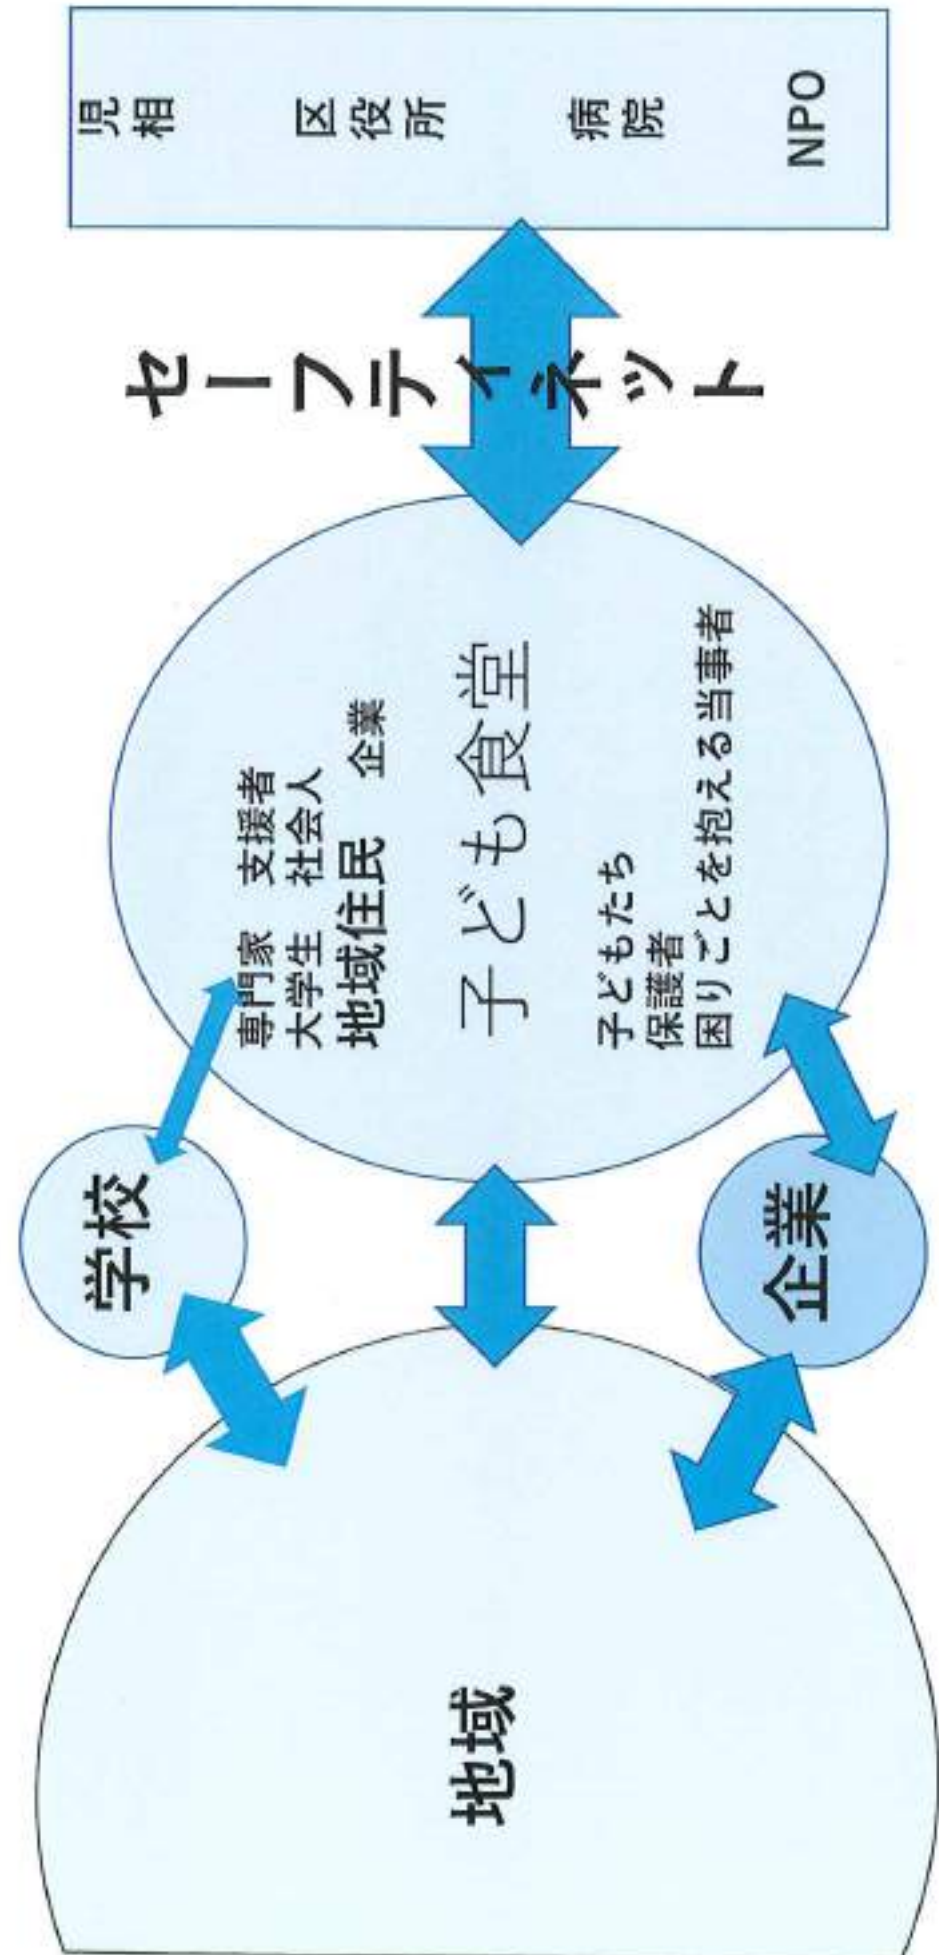 地域
学校
企業
専門家 支援者
大学生 社会人
地域住民 企業
子ども食堂
子どもたち
保護者
困りごとを抱える当事者
セーフティネット
児相
区役所
病院
NPO